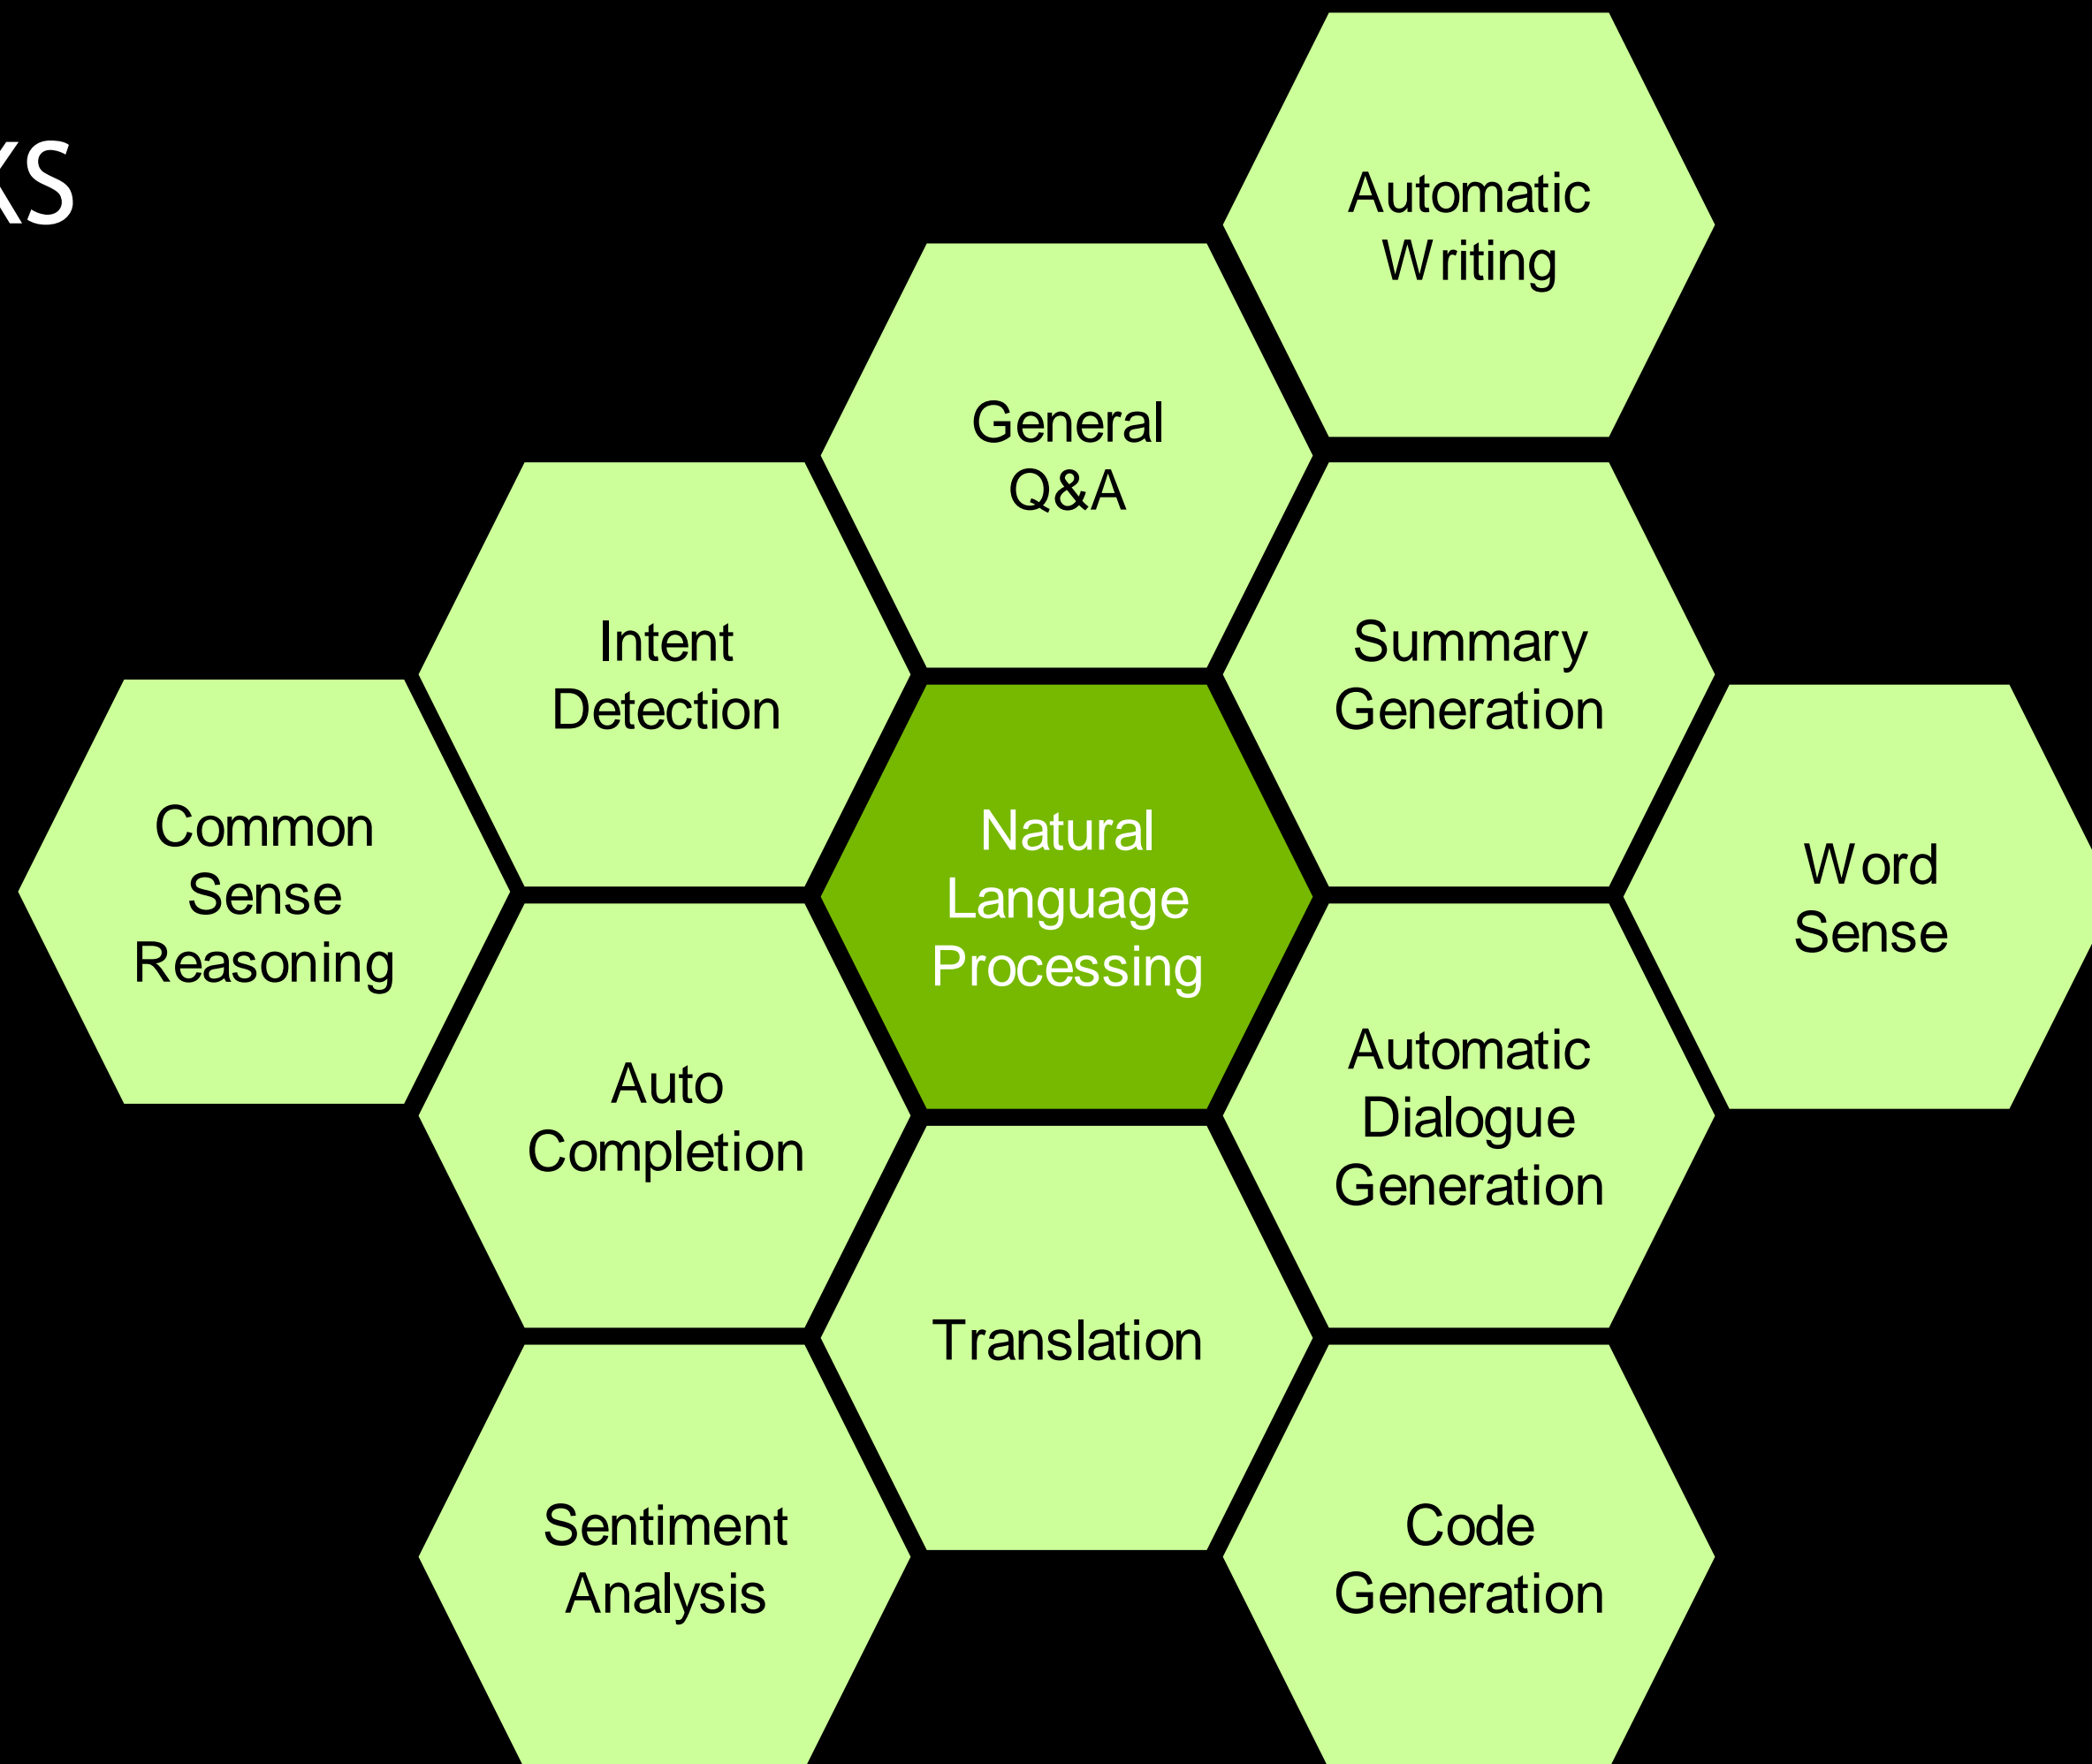 KS
Automatic
Writing
General
Q&A
Intent
Detection
Summary
Generation
Common
Sense
Reasoning
Natural
Language
Processing
Word
Sense
Auto
Completion
Automatic
Dialogue
Generation
Translation
Sentiment
Analysis
Code
Generation